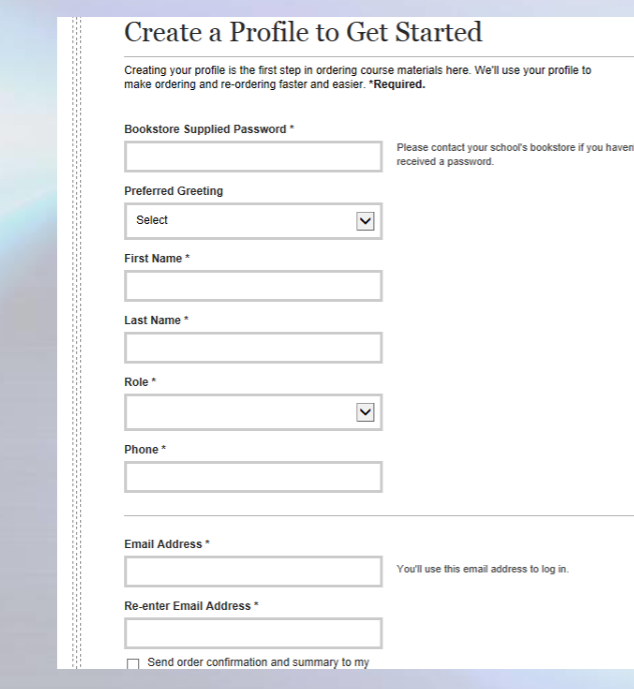 Create a Profile to Get Started
Creating your profile is the first step in ordering course materials here. We'll use your profile to
make ordering and re-ordering faster and easier. *Required.
Bookstore Supplied Password *
Please contact your school's bookstore if you haven
received a password.
Preferred Greeting
Select
First Name *
Last Name *
Role *
Phone *
Email Address *
You'll use this email address to log in.
Re-enter Email Address *
Send order confirmation and summary to my